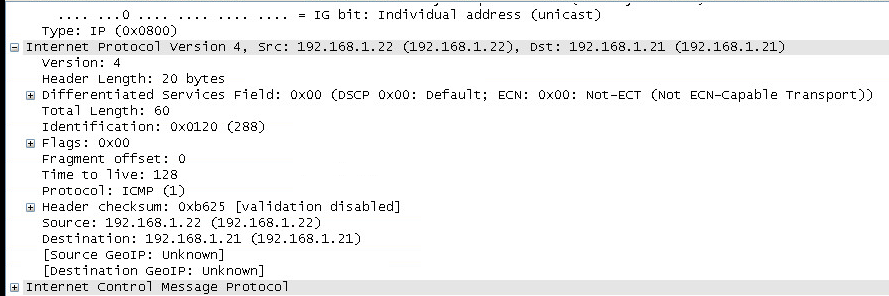 .... ...0 .... .... .... .... = IG bit: Individual address (unicast)
Type: IP (0x0800)
Internet Protocol Version 4, Src: 192.168.1.22 (192.168.1.22), Dst: 192.168.1.21 (192.168.1.21)
Version: 4
Header Length: 20 bytes
Differentiated Services Field: 0x00 (DSCP 0x00: Default; ECN: 0x00: Not-ECT (Not ECN-Capable Transport))
Total Length: 60
Identification: 0x0120 (288)
Flags: 0x00
Fragment offset: 0
Time to live: 128
Protocol: ICMP (1)
Header checksum: 0xb625 [validation disabled]
Source: 192.168.1.22 (192.168.1.22)
Destination: 192.168.1.21 (192.168.1.21)
[Source GeoIP: Unknown]
[Destination GeoIP: Unknown]
Internet Control Message Protocol